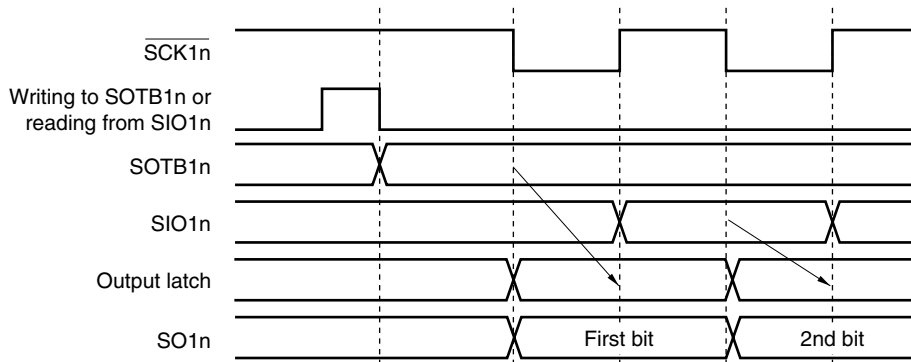 SCK1n
Writing to SOTB1n or
reading from SIO1n
SOTB1n
SIO1n
Output latch
SO1n
First bit
2nd bit